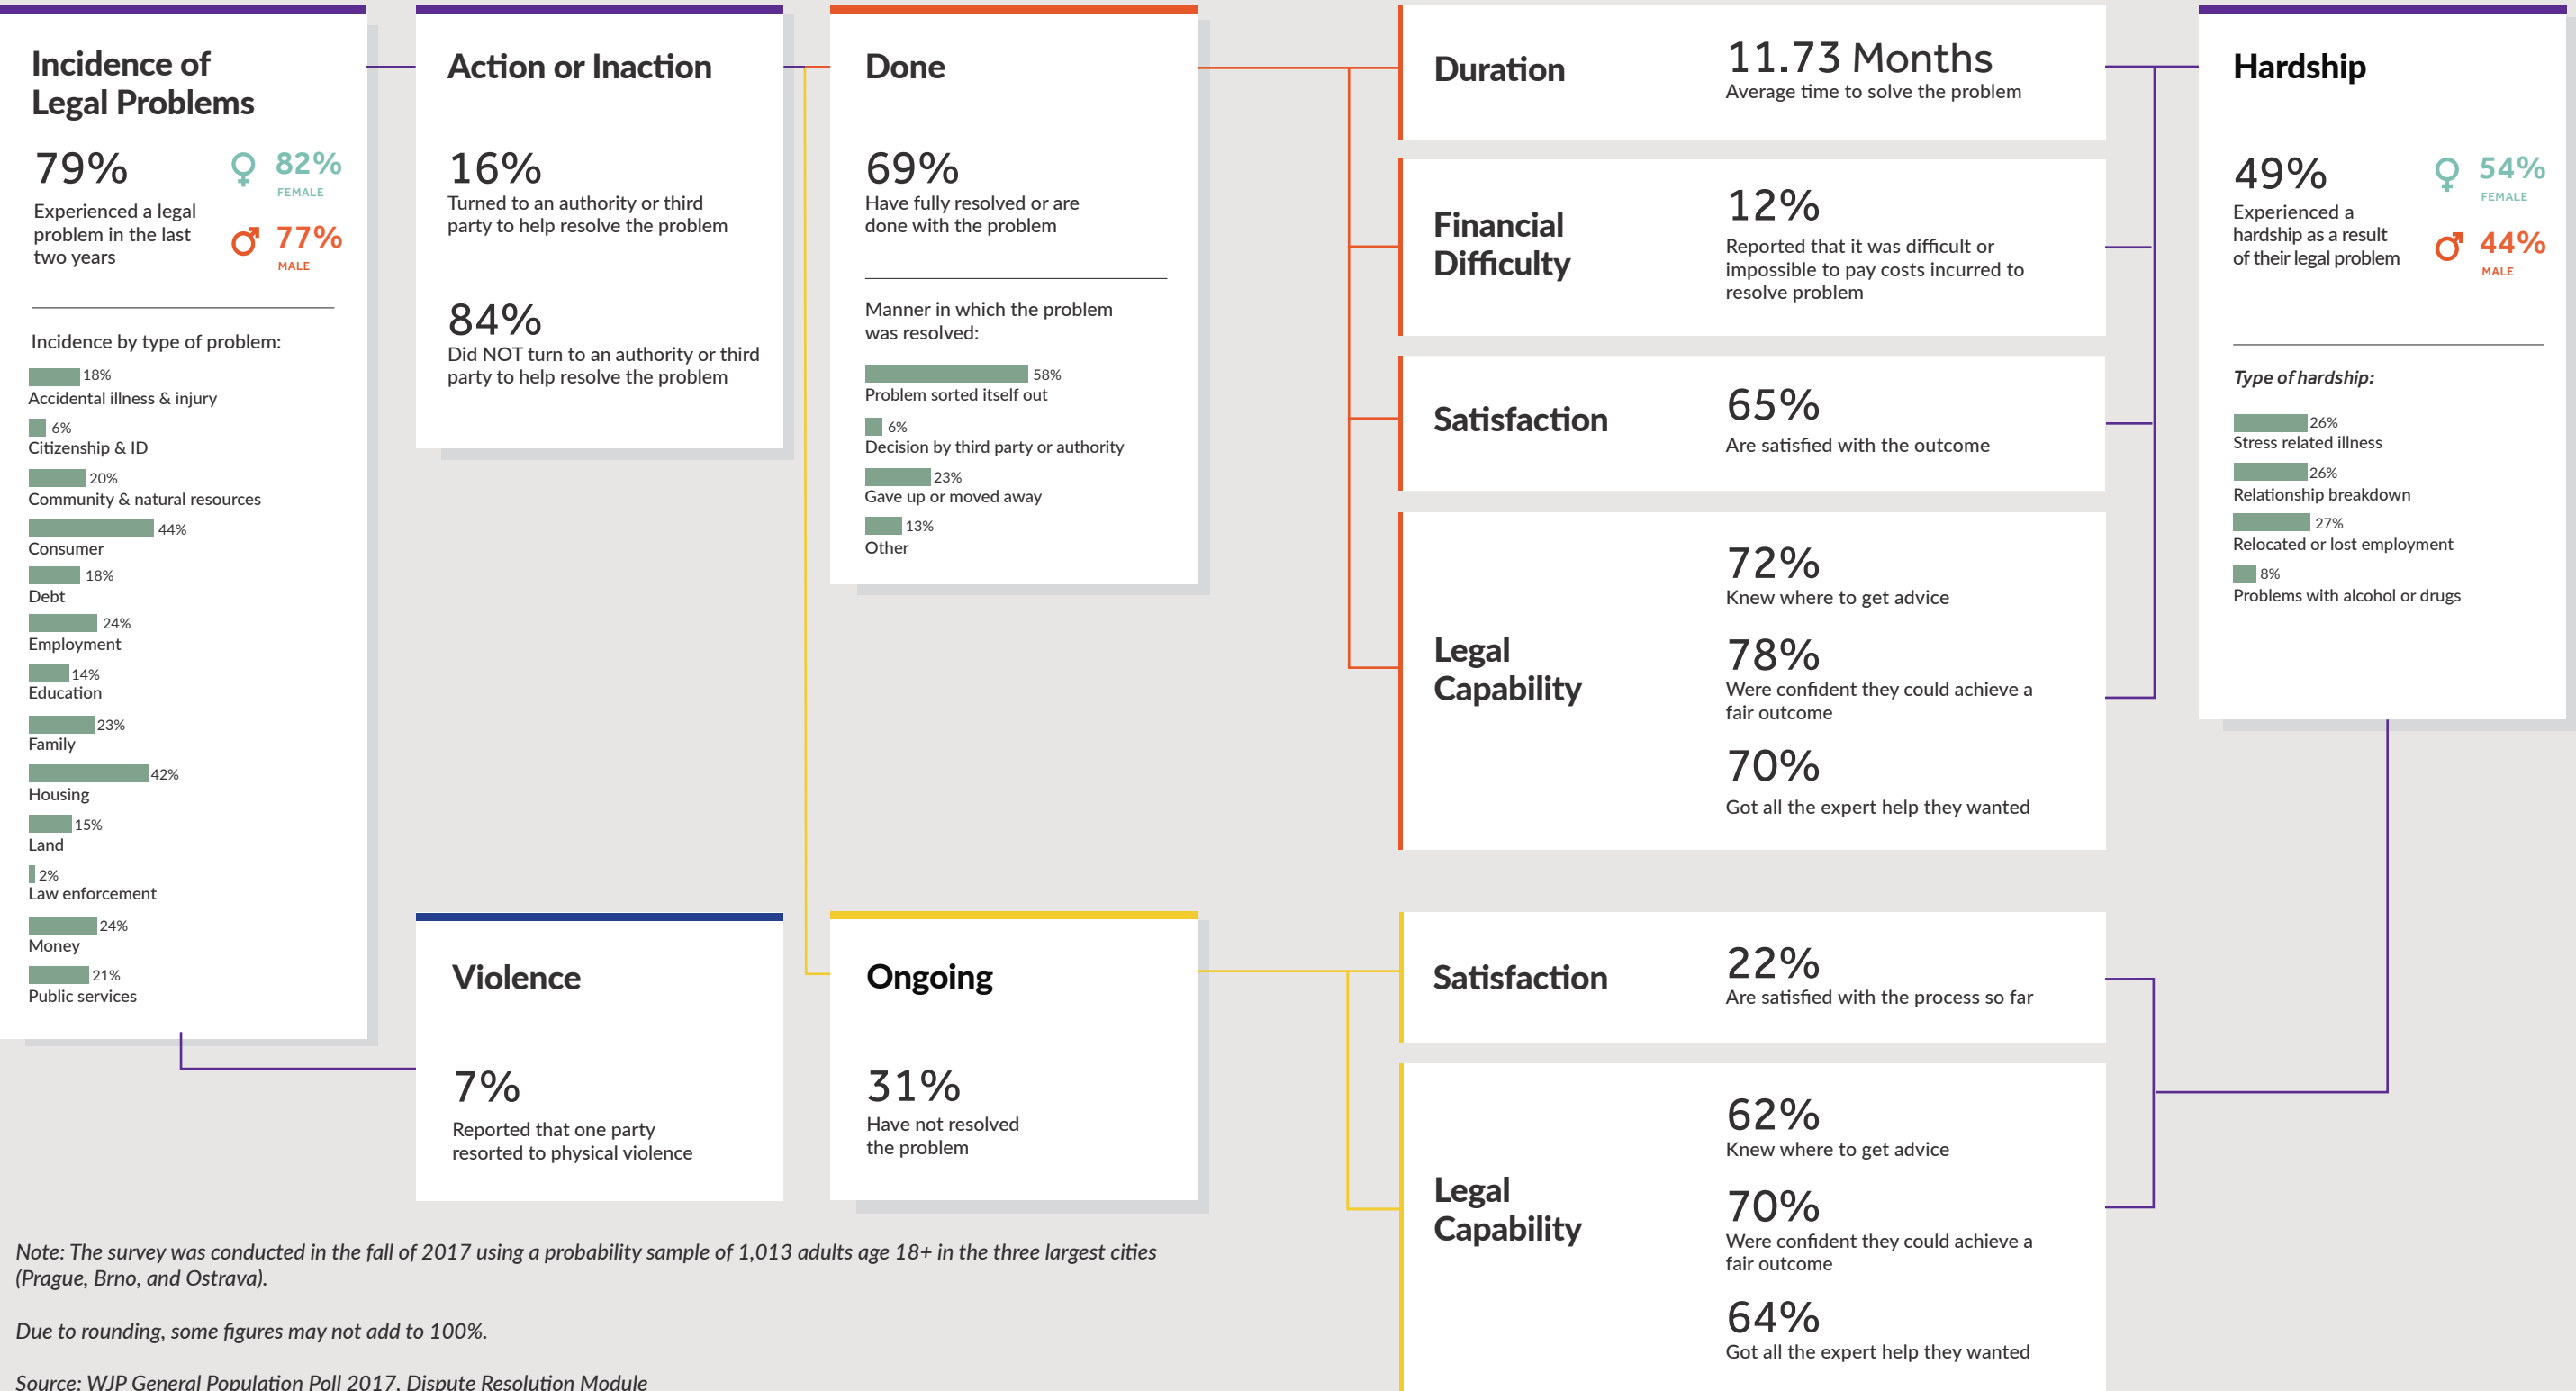 Incidence of
Legal Problems
79%
Experienced a legal
problem in the last
two years
82%
FEMALE
77%
MALE
Incidence by type of problem:
18%
Accidental illness & injury
6%
Citizenship & ID
20%
Community & natural resources
44%
Consumer
18%
Debt
24%
Employment
14%
Education
23%
Family
42%
Housing
15%
Land
2%
Law enforcement
24%
Money
21%
Public services
Action or Inaction
16%
Turned to an authority or third
party to help resolve the problem
84%
Did NOT turn to an authority or third
party to help resolve the problem
Violence
7%
Reported that one party
resorted to physical violence
Done
69%
Have fully resolved or are
done with the problem
Manner in which the problem
was resolved:
58%
Problem sorted itself out
6%
Decision by third party or authority
23%
Gave up or moved away
13%
Other
Ongoing
31%
Have not resolved
the problem
Duration
11.73 Months
Average time to solve the problem
Financial
Difficulty
12%
Reported that it was difficult or
impossible to pay costs incurred to
resolve problem
Satisfaction
65%
Are satisfied with the outcome
Legal
Capability
72%
Knew where to get advice
78%
Were confident they could achieve a
fair outcome
70%
Got all the expert help they wanted
Satisfaction
22%
Are satisfied with the process so far
Legal
Capability
62%
Knew where to get advice
70%
Were confident they could achieve a
fair outcome
64%
Got all the expert help they wanted
Hardship
49%
Experienced a
hardship as a result
of their legal problem
54%
FEMALE
44%
MALE
Type of hardship:
26%
Stress related illness
26%
Relationship breakdown
27%
Relocated or lost employment
8%
Problems with alcohol or drugs
Note: The survey was conducted in the fall of 2017 using a probability sample of 1,013 adults age 18+ in the three largest cities
(Prague, Brno, and Ostrava).
Due to rounding, some figures may not add to 100%.
Source: WJP General Population Poll 2017, Dispute Resolution Module